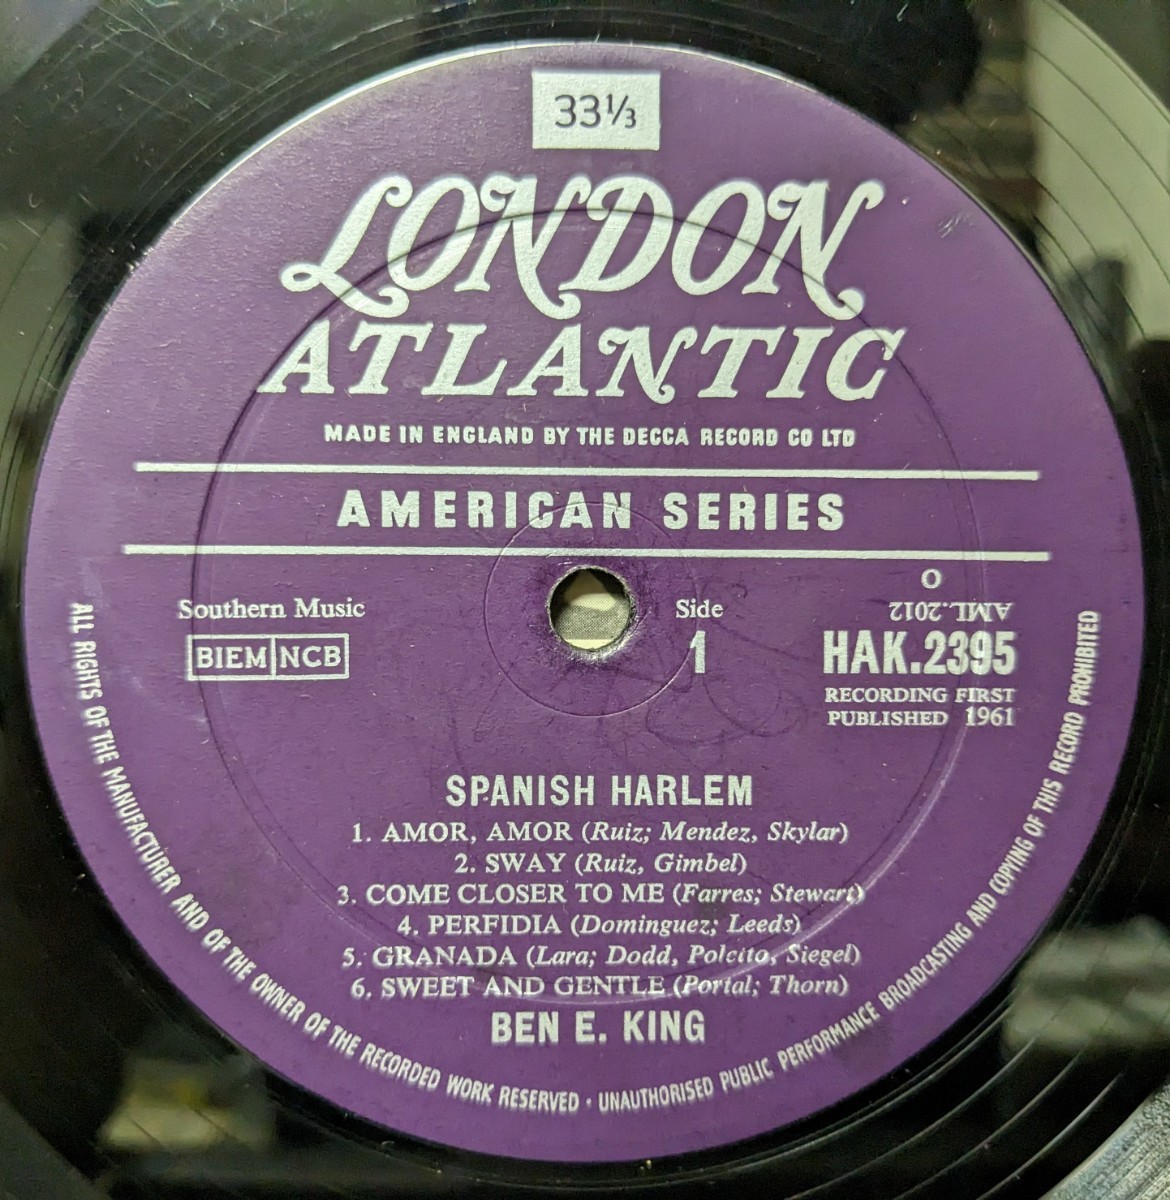 33⅓
LONDON
ATLANTIC
MADE IN ENGLAND BY THE DECCA RECORD CO LTD
AMERICAN SERIES
Southern Music
BIEM NCB
Side
1
O
AML.2012
HAK.2395
RECORDING FIRST
PUBLISHED 1961
SPANISH HARLEM
1. AMOR, AMOR (Ruiz; Mendez, Skylar)
2. SWAY (Ruiz, Gimbel)
3. COME CLOSER TO ME (Farres; Stewart)
4. PERFIDIA (Dominguez; Leeds)
5. GRANADA (Lara; Dodd, Polctto, Siegel)
6. SWEET AND GENTLE (Portal; Thorn)
BEN E. KING
ALL RIGHTS OF THE MANUFACTURER AND OF THE OWNER OF THE RECORDED WORK RESERVED · UNAUTHORISED PUBLIC PERFORMANCE BROADCASTING AND COPYING OF THIS RECORD PROHIBITED